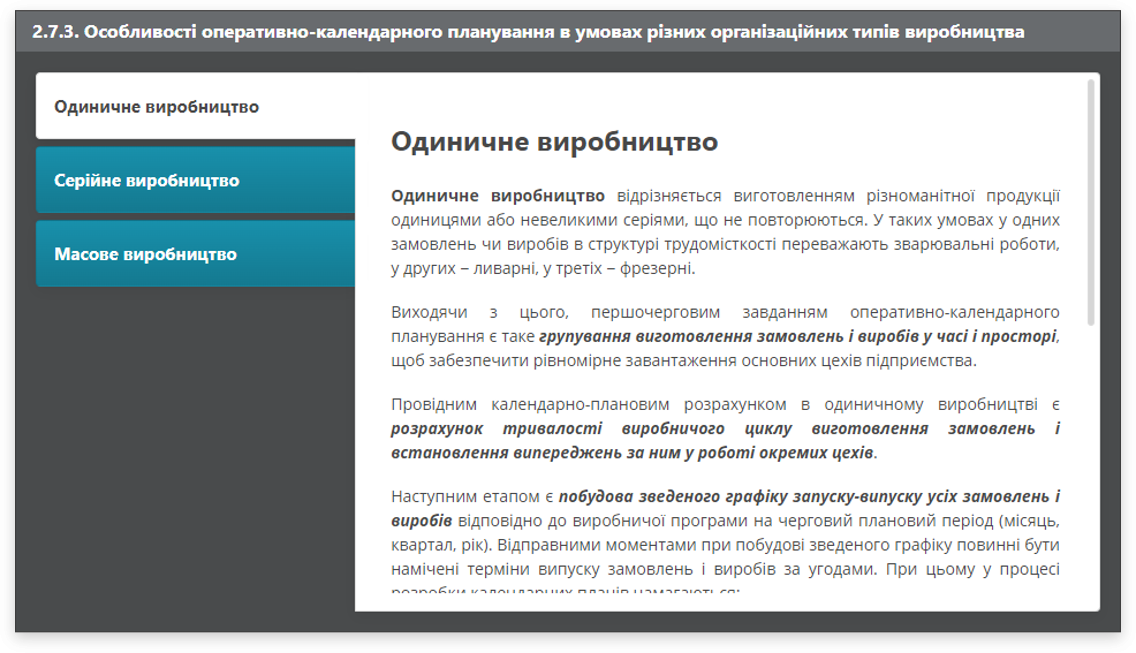 2.7.3. Особливості оперативно-календарного планування в умовах різних організаційних типів виробництва
Одиничне виробництво
Серійне виробництво
Масове виробництво
Одиничне виробництво
Одиничне виробництво відрізняється виготовленням різноманітної продукції
одиницями або невеликими серіями, що не повторюються. У таких умовах у одних
замовлень чи виробів в структурі трудомісткості переважають зварювальні роботи,
у других – ливарні, у третіх – фрезерні.
Виходячи з цього, першочерговим завданням оперативно-календарного
планування є таке групування виготовлення замовлень і виробів у часі і просторі,
щоб забезпечити рівномірне завантаження основних цехів підприємства.
Провідним календарно-плановим розрахунком в одиничному виробництві є
розрахунок тривалості виробничого циклу виготовлення замовлень і
встановлення випереджень за ним у роботі окремих цехів.
Наступним етапом є побудова зведеного графіку запуску-випуску усіх замовлень і
виробів відповідно до виробничої програми на черговий плановий період (місяць,
квартал, рік). Відправними моментами при побудові зведеного графіку повинні бути
намічені терміни випуску замовлень і виробів за угодами. При цьому у процесі
розробки календарних планів намагаються: